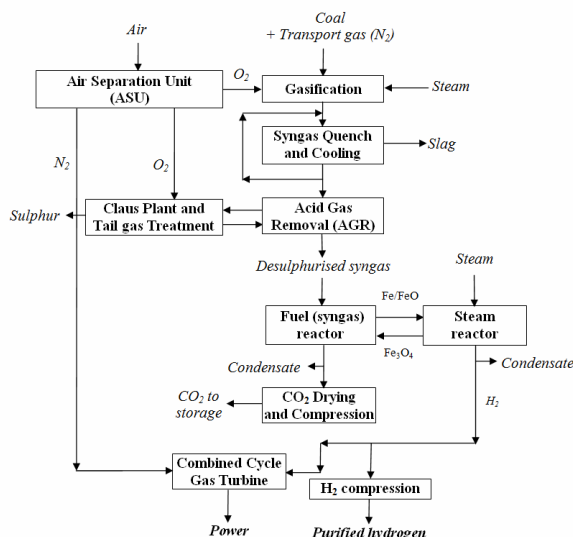 Coal
+ Transport gas (N2)
Air
Air Separation Unit
(ASU)
O2
Gasification
Steam
Syngas Quench
and Cooling
Slag
N2
O2
Sulphur
Claus Plant and
Tail gas Treatment
Acid Gas
Removal (AGR)
Desulphurised syngas
Steam
Fuel (syngas)
reactor
Fe/FeO
Fe3O4
Steam
reactor
Condensate
Condensate
CO2 to
storage
CO2 Drying
and Compression
H2
Combined Cycle
Gas Turbine
H2 compression
Power
Purified hydrogen